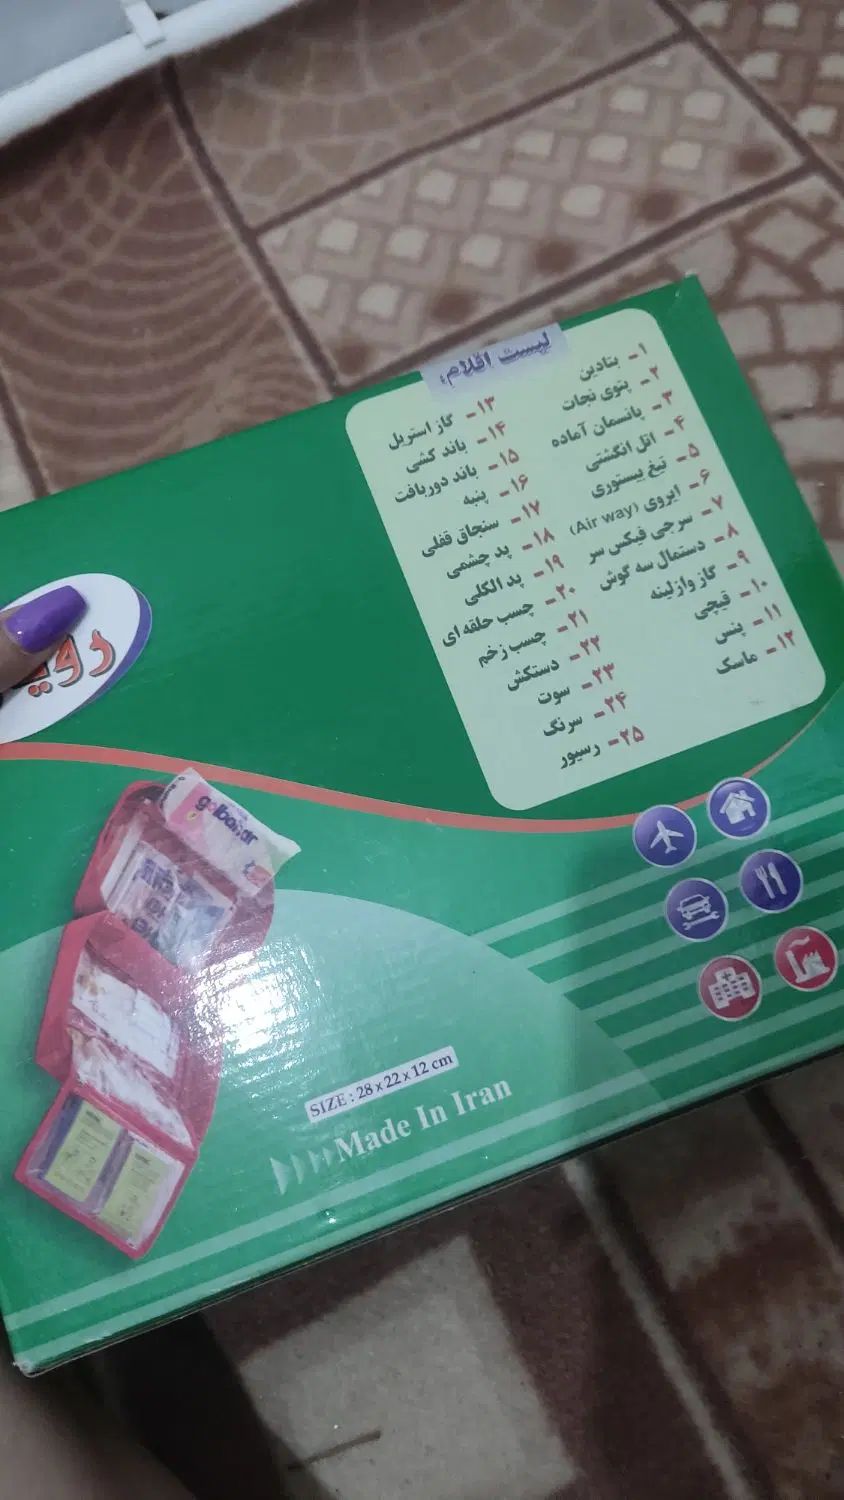 لیست اقلام:
۱- بتادین
۲- پتوی نجات
۳- پانسمان آماده
۴- اتل انگشتی
۵- تیغ بیستوری
۶- ایروی (Air way)
۷- سرجی فیکس سر
۸- دستمال سه گوش
۹- گاز وازلینه
۱۰- قیچی
۱۱- پنس
۱۲- ماسک
۱۳- گاز استریل
۱۴- باند کشی
۱۵- باند دوربافت
۱۶- پنبه
۱۷- سنجاق قفلی
۱۸- پد چشمی
۱۹- پد الکلی
۲۰- چسب حلقه ای
۲۱- چسب زخم
۲۲- دستکش
۲۳- سوت
۲۴- سرنگ
۲۵- رسیور
SIZE : 28 x 22 x 12 cm
Made In Iran